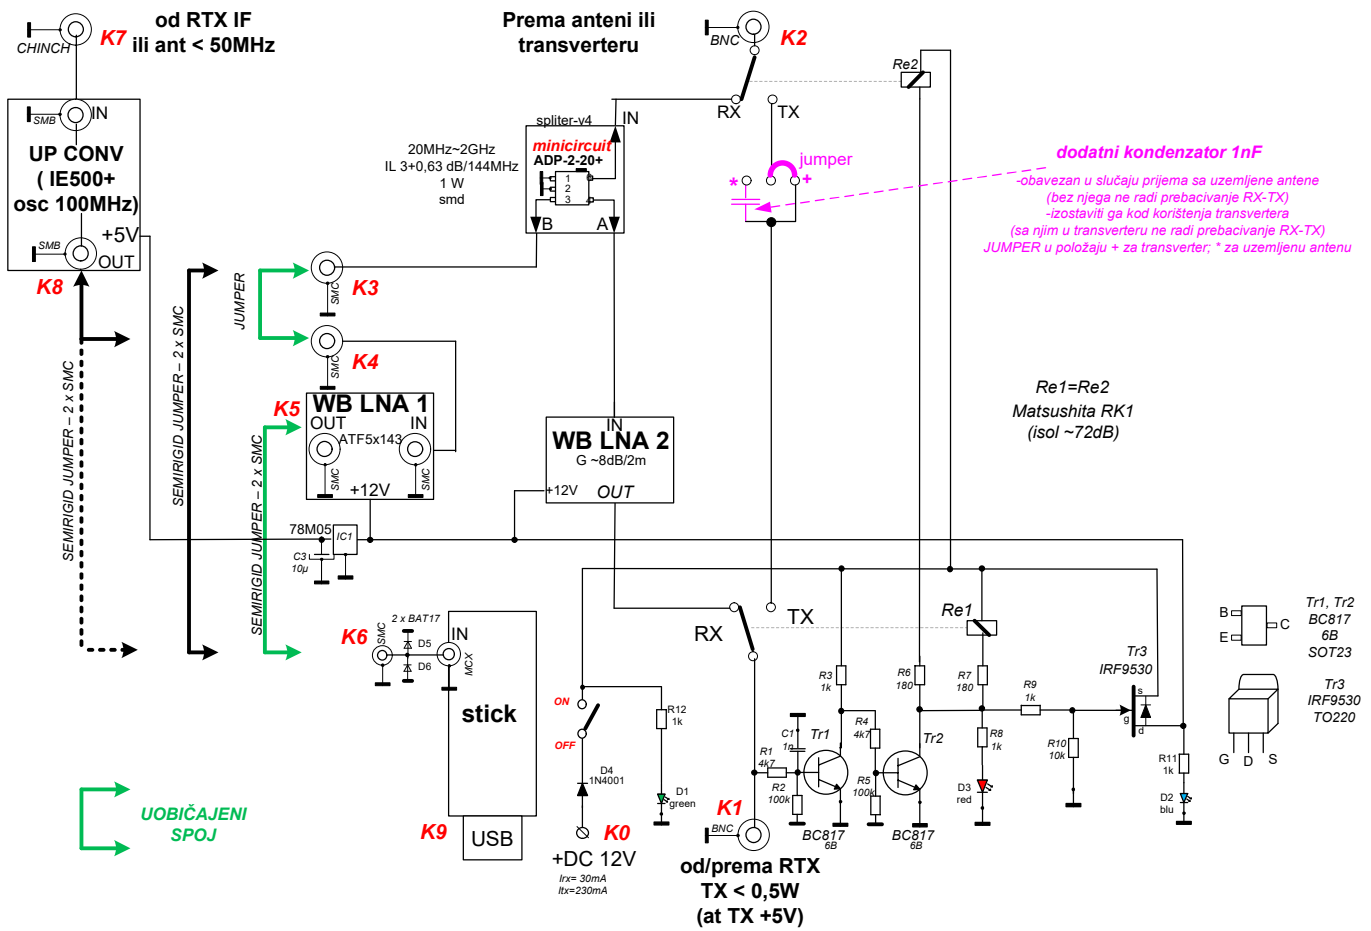 K7
od RTX IF
ili ant < 50MHz
CHINCH
Prema anteni ili
transverteru
BNC
K2
Re2
RX
TX
SMB
IN
UP CONV
( IE500+
osc 100MHz)
+5V
SMB
OUT
K8
spliter-v4
IN
minicircuit
ADP-2-20+
1
2
3
B
A
20MHz~2GHz
IL 3+0,63 dB/144MHz
1 W
smd
jumper
*
+
dodatni kondenzator 1nF
-obavezan u slučaju prijema sa uzemljene antene
(bez njega ne radi prebacivanje RX-TX)
-izostaviti ga kod korištenja transvertera
(sa njim u transverteru ne radi prebacivanje RX-TX)
JUMPER u položaju + za transverter; * za uzemljenu antenu
K3
SMC
JUMPER
K4
SMC
SEMIRIGID JUMPER – 2 x SMC
SEMIRIGID JUMPER – 2 x SMC
SEMIRIGID JUMPER – 2 x SMC
K5
WB LNA 1
OUT
IN
ATF5x143
SMC
SMC
+12V
IN
WB LNA 2
G ~8dB/2m
+12V
OUT
Re1=Re2
Matsushita RK1
(isol ~72dB)
78M05
IC1
C3
10µ
K6
SMC
2 x BAT17
D5
D6
IN
MCX
stick
K9
USB
ON
OFF
D4
1N4001
K0
+DC 12V
Irx= 30mA
Itx=230mA
R12
1k
D1
green
RX
TX
Re1
R3
1k
R6
180
R7
180
R9
1k
C1
1n
R1
4k7
R2
100k
Tr1
BC817
6B
R4
4k7
R5
100k
Tr2
BC817
6B
R8
1k
D3
red
R10
10k
Tr3
IRF9530
s
g
d
R11
1k
D2
blu
B
E
C
Tr1, Tr2
BC817
6B
SOT23
Tr3
IRF9530
TO220
G
D
S
K1
BNC
od/prema RTX
TX < 0,5W
(at TX +5V)
UOBIČAJENI
SPOJ